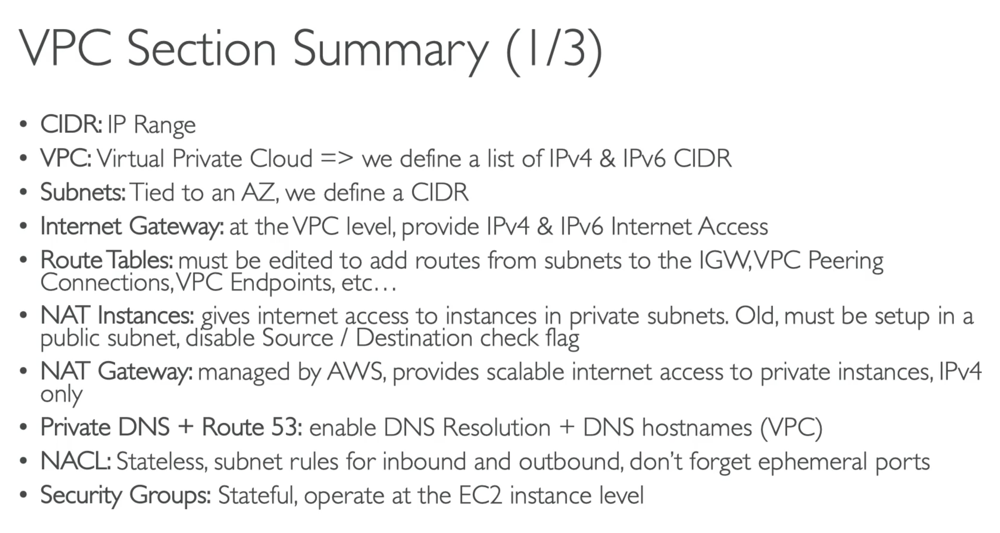 VPC Section Summary (1/3)
• CIDR: IP Range
• VPC: Virtual Private Cloud => we define a list of IPv4 & IPv6 CIDR
• Subnets: Tied to an AZ, we define a CIDR
• Internet Gateway: at the VPC level, provide IPv4 & IPv6 Internet Access
• Route Tables: must be edited to add routes from subnets to the IGW, VPC Peering
Connections, VPC Endpoints, etc…
• NAT Instances: gives internet access to instances in private subnets. Old, must be setup in a
public subnet, disable Source / Destination check flag
• NAT Gateway: managed by AWS, provides scalable internet access to private instances, IPv4
only
• Private DNS + Route 53: enable DNS Resolution + DNS hostnames (VPC)
• NACL: Stateless, subnet rules for inbound and outbound, don’t forget ephemeral ports
• Security Groups: Stateful, operate at the EC2 instance level